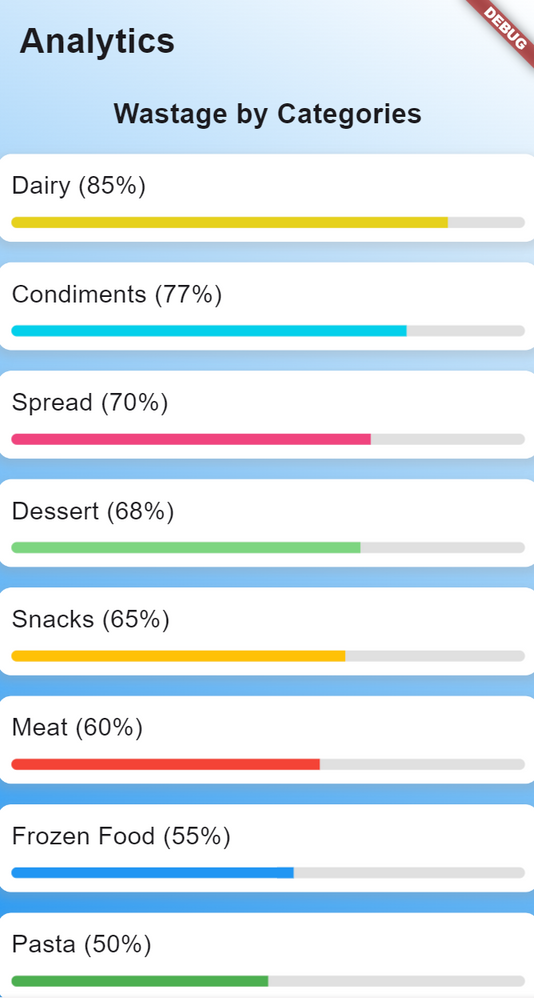 Analytics
DEBUG
Wastage by Categories
Dairy (85%)
Condiments (77%)
Spread (70%)
Dessert (68%)
Snacks (65%)
Meat (60%)
Frozen Food (55%)
Pasta (50%)